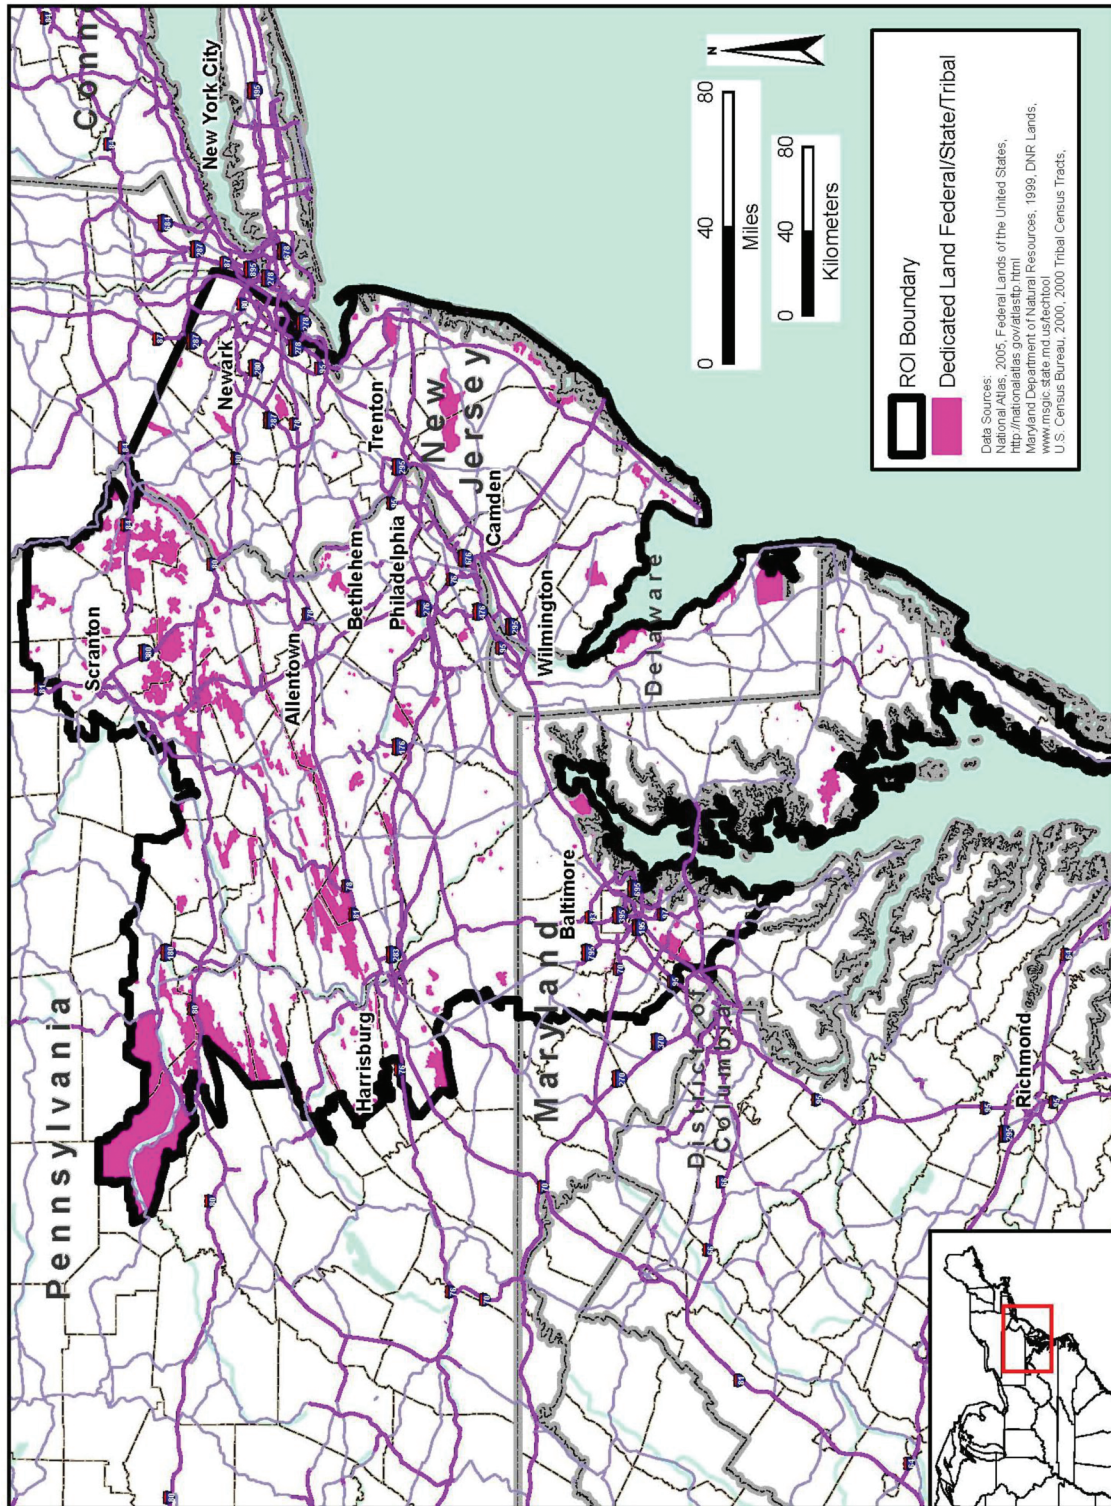 Pennsylvania
Conn
Scranton
New York City
Newark
Allentown
Bethlehem
Trenton
New
Jersey
Philadelphia
Camden
Harrisburg
Wilmington
Delaware
Baltimore
Maryland
District of
Columbia
Richmond
N
0 40 80
Miles
0 40 80
Kilometers
ROI Boundary
Dedicated Land Federal/State/Tribal
Data Sources:
National Atlas, 2005, Federal Lands of the United States,
http://nationalatlas.gov/atlasftp.html
Maryland Department of Natural Resources, 1999, DNR Lands,
www.msgic.state.md.us/techtool
U.S. Census Bureau, 2000, 2000 Tribal Census Tracts,